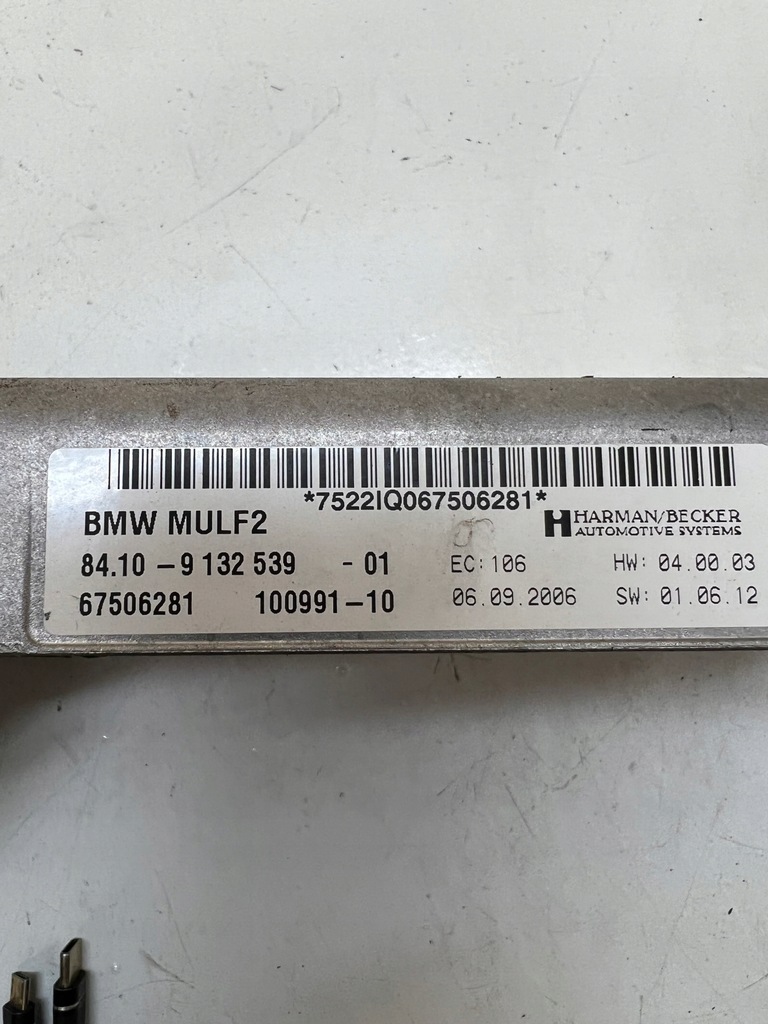 *7522IQ067506281*
BMW MULF2
HARMAN/BECKER
AUTOMOTIVE SYSTEMS
84.10 - 9 132 539 - 01 EC: 106 HW: 04.00.03
67506281 100991-10 06.09.2006 SW: 01.06.12